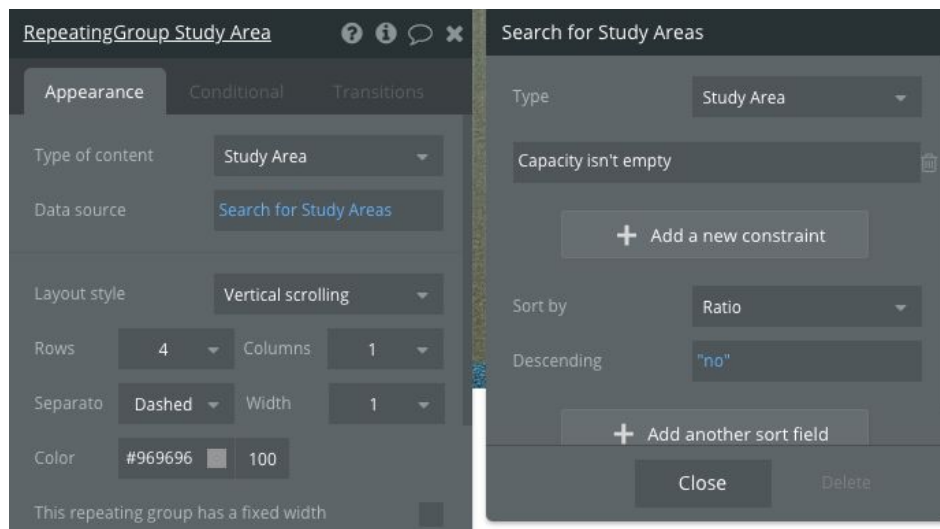 RepeatingGroup Study Area
Appearance Conditional Transitions
Type of content Study Area
Data source Search for Study Areas
Layout style Vertical scrolling
Rows 4 Columns 1
Separato Dashed Width 1
Color #969696 100
This repeating group has a fixed width
Search for Study Areas
Type Study Area
Capacity isn't empty
+ Add a new constraint
Sort by Ratio
Descending "no"
+ Add another sort field
Close Delete